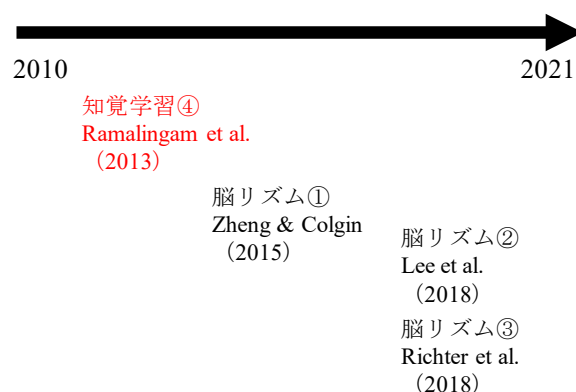 2010
2021
知覚学習④
Ramalingam et al.
（2013）
脳リズム①
Zheng & Colgin
（2015）
脳リズム②
Lee et al.
（2018）
脳リズム③
Richter et al.
（2018）